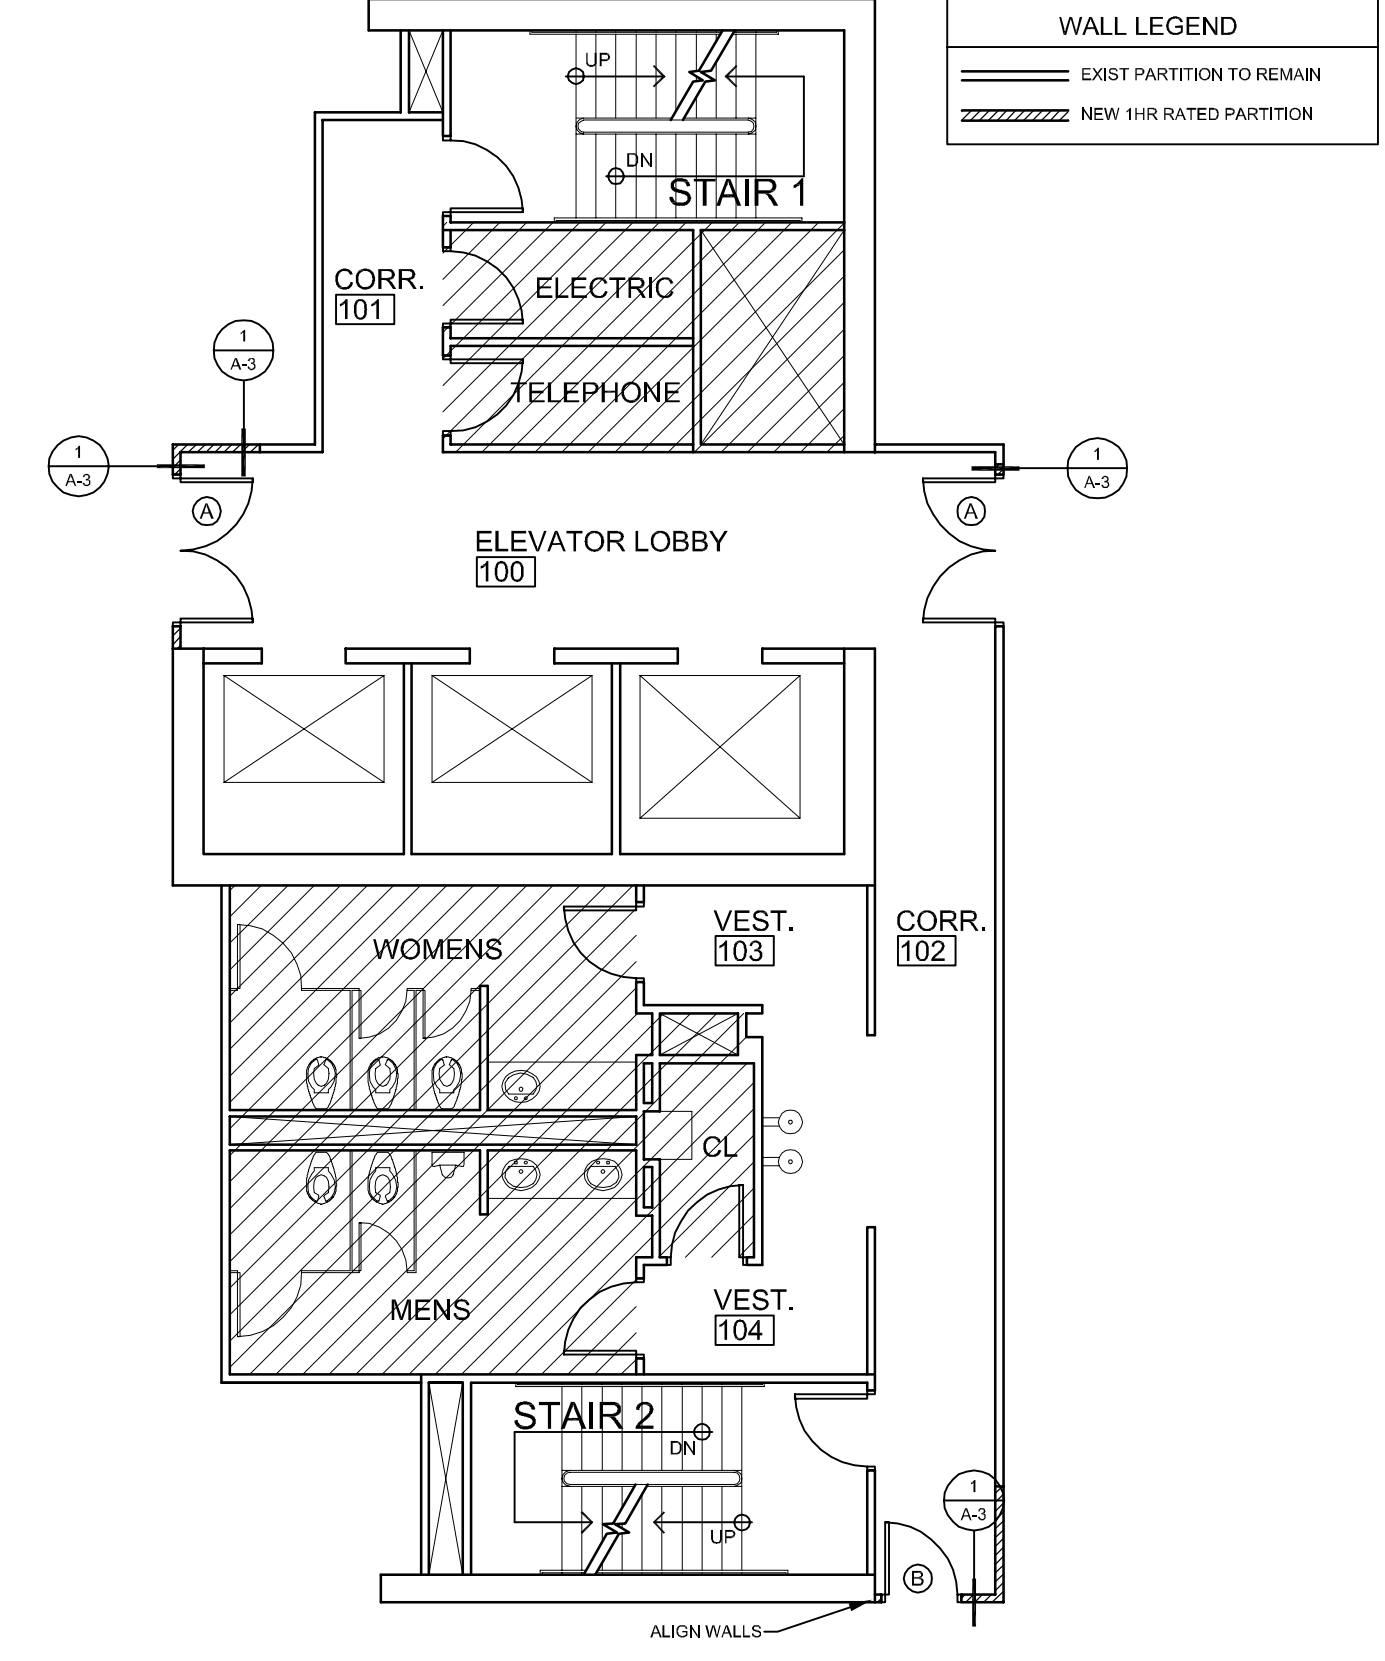 WALL LEGEND
EXIST PARTITION TO REMAIN
NEW 1HR RATED PARTITION
UP
DN
STAIR 1
CORR.
101
ELECTRIC
TELEPHONE
1
A-3
1
A-3
1
A-3
A
A
ELEVATOR LOBBY
100
WOMENS
VEST.
103
CORR.
102
CL
MENS
VEST.
104
STAIR 2
DN
UP
1
A-3
B
ALIGN WALLS